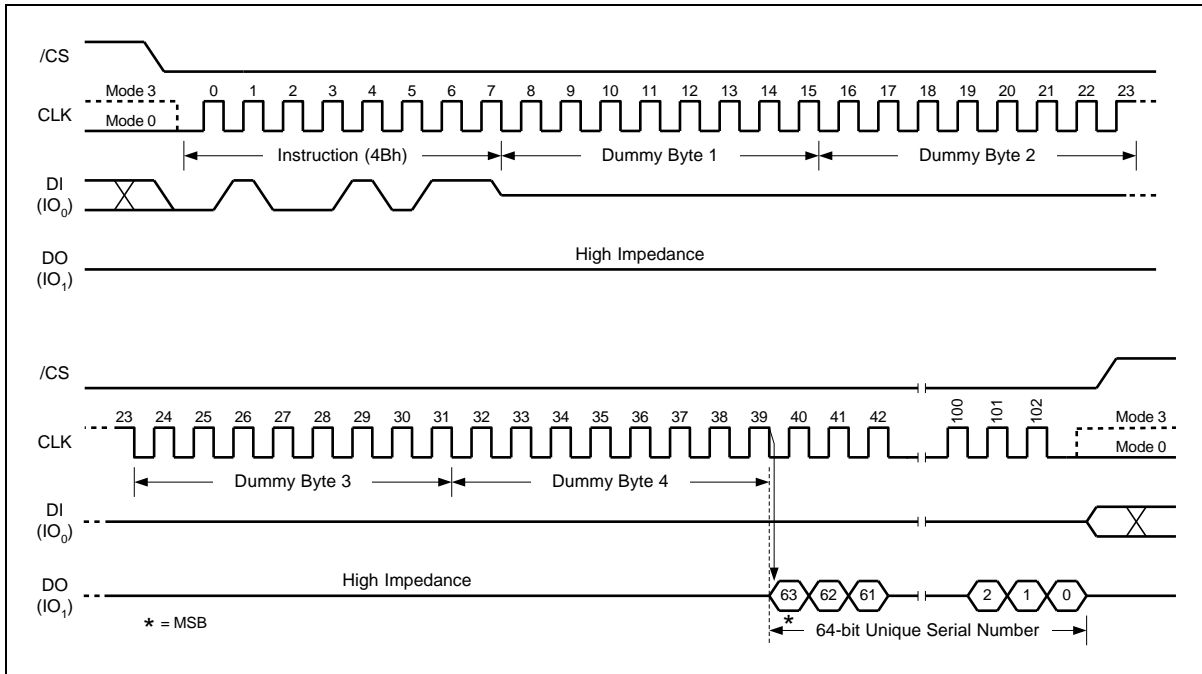 /CS
Mode 3 0 1 2 3 4 5 6 7 8 9 10 11 12 13 14 15 16 17 18 19 20 21 22 23
CLK
Mode 0
Instruction (4Bh) Dummy Byte 1 Dummy Byte 2
DI
(IO0)
High Impedance
DO
(IO1)
/CS
23 24 25 26 27 28 29 30 31 32 33 34 35 36 37 38 39 40 41 42 100 101 102 Mode 3
CLK
Mode 0
Dummy Byte 3 Dummy Byte 4
DI
(IO0)
High Impedance
DO
(IO1)
63 62 61 2 1 0
* = MSB * 64-bit Unique Serial Number